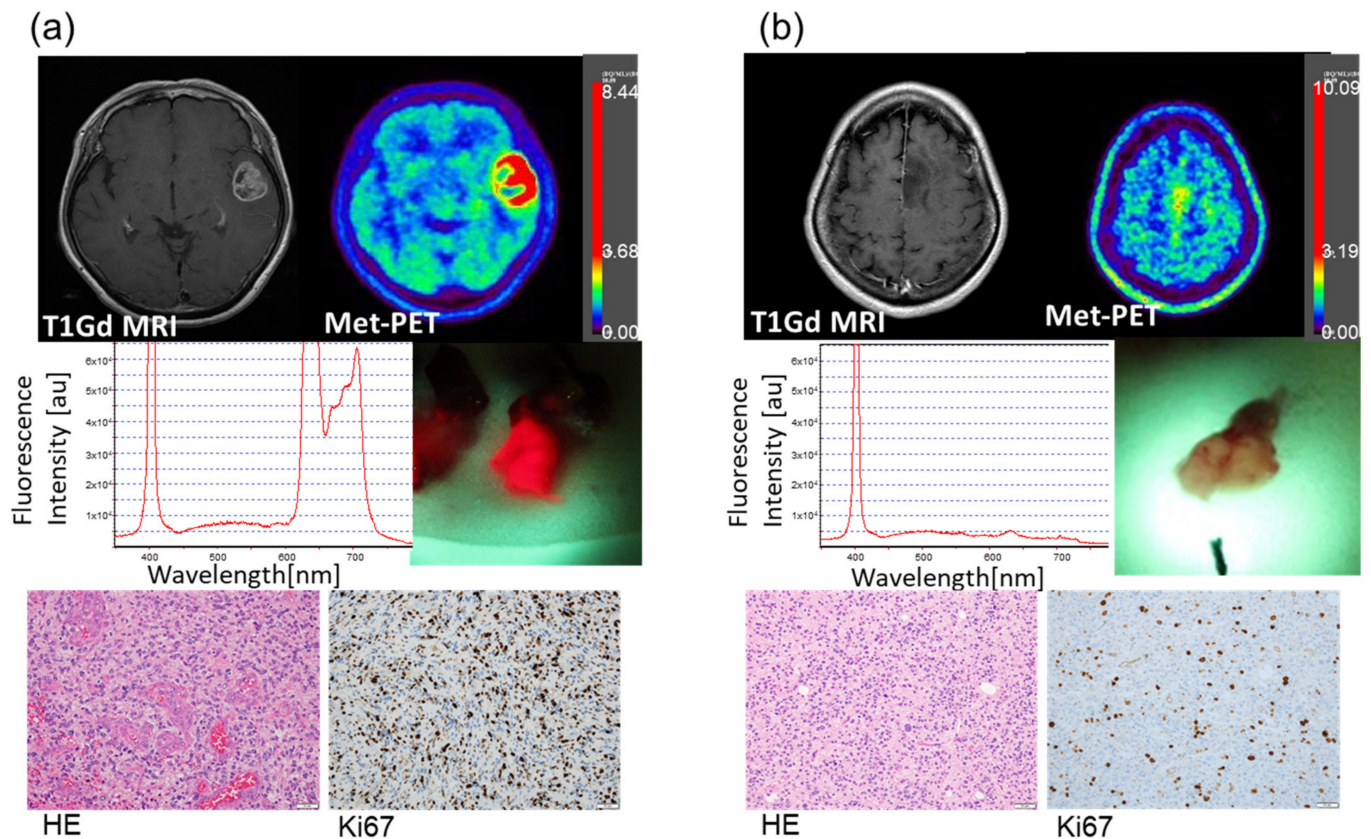 (a)
(b)
8.44
3.68
0.00
T1Gd MRI
Met-PET
10.09
3.19
0.00
T1Gd MRI
Met-PET
Fluorescence
Intensity [au]
6x10⁴
5x10⁴
4x10⁴
3x10⁴
2x10⁴
1x10⁴
400
500
600
700
Wavelength[nm]
Fluorescence
Intensity [au]
6x10⁴
5x10⁴
4x10⁴
3x10⁴
2x10⁴
1x10⁴
400
500
600
700
Wavelength[nm]
HE
Ki67
HE
Ki67